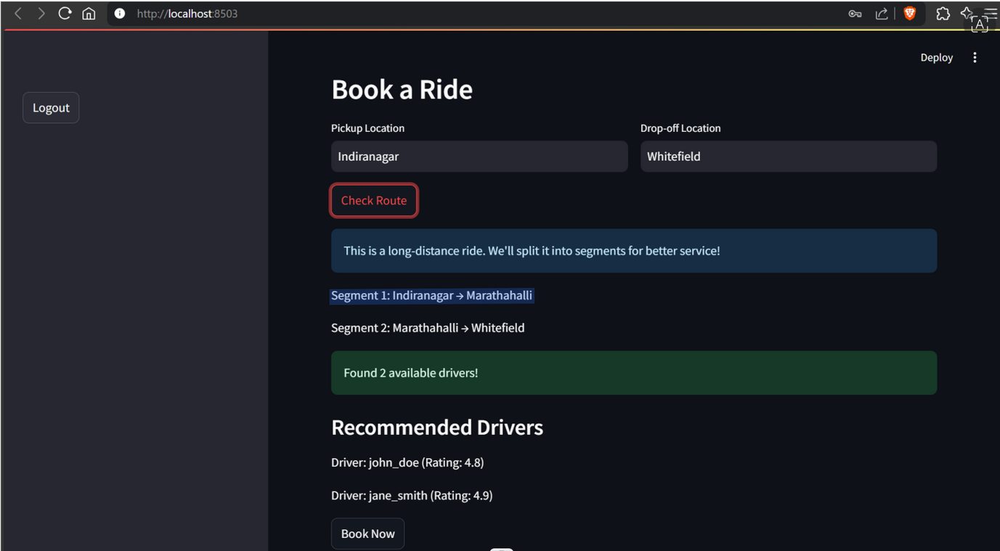 http://localhost:8503
A
Deploy
Book a Ride
Logout
Pickup Location
Drop-off Location
Indiranagar
Whitefield
Check Route
This is a long-distance ride. We'll split it into segments for better service!
Segment 1: Indiranagar → Marathahalli
Segment 2: Marathahalli → Whitefield
Found 2 available drivers!
Recommended Drivers
Driver: john_doe (Rating: 4.8)
Driver: jane_smith (Rating: 4.9)
Book Now